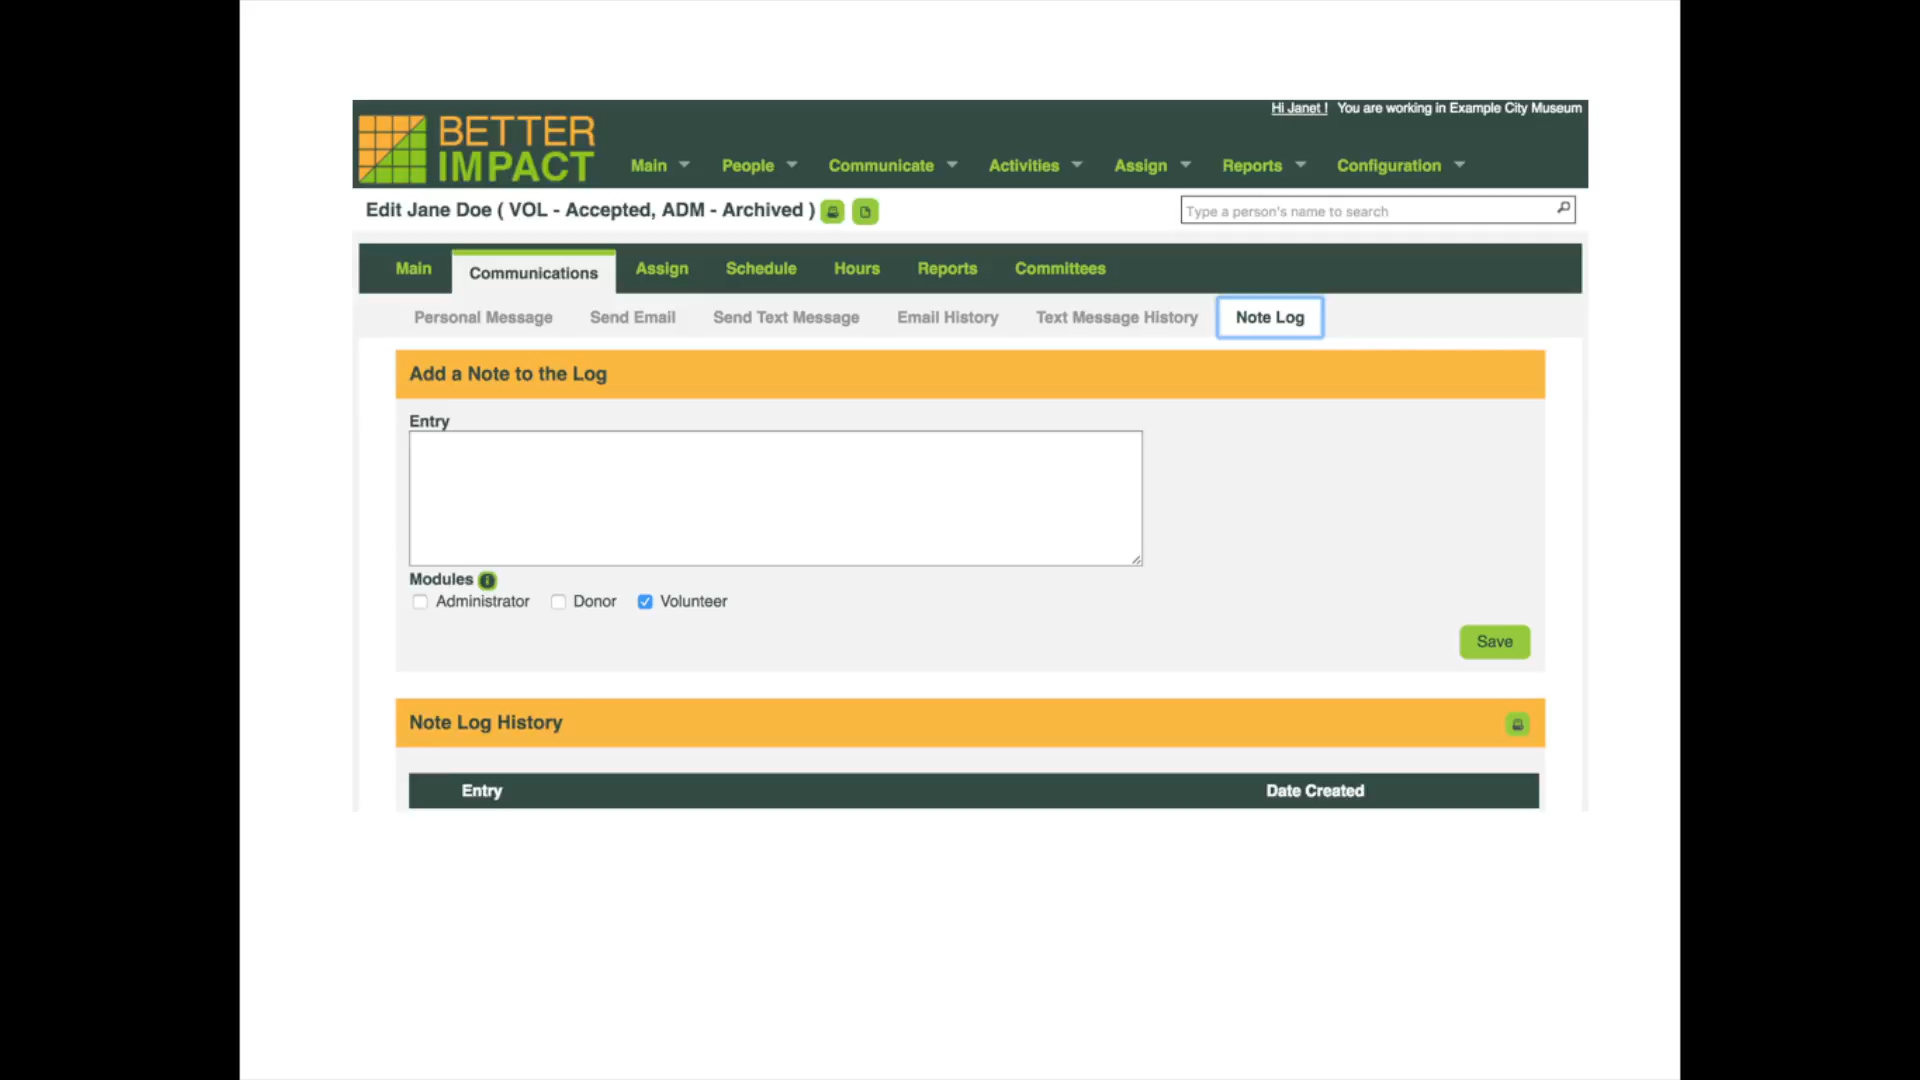 Hi Janet ! You are working in Example City Museum
BETTER
IMPACT
Main People Communicate Activities Assign Reports Configuration
Edit Jane Doe ( VOL - Accepted, ADM - Archived )
Type a person's name to search
Main Communications Assign Schedule Hours Reports Committees
Personal Message Send Email Send Text Message Email History Text Message History Note Log
Add a Note to the Log
Entry
Modules
Administrator Donor Volunteer
Save
Note Log History
Entry Date Created